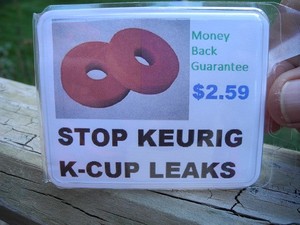 Money
Back
Guarantee
$2.59
STOP KEURIG
K-CUP LEAKS